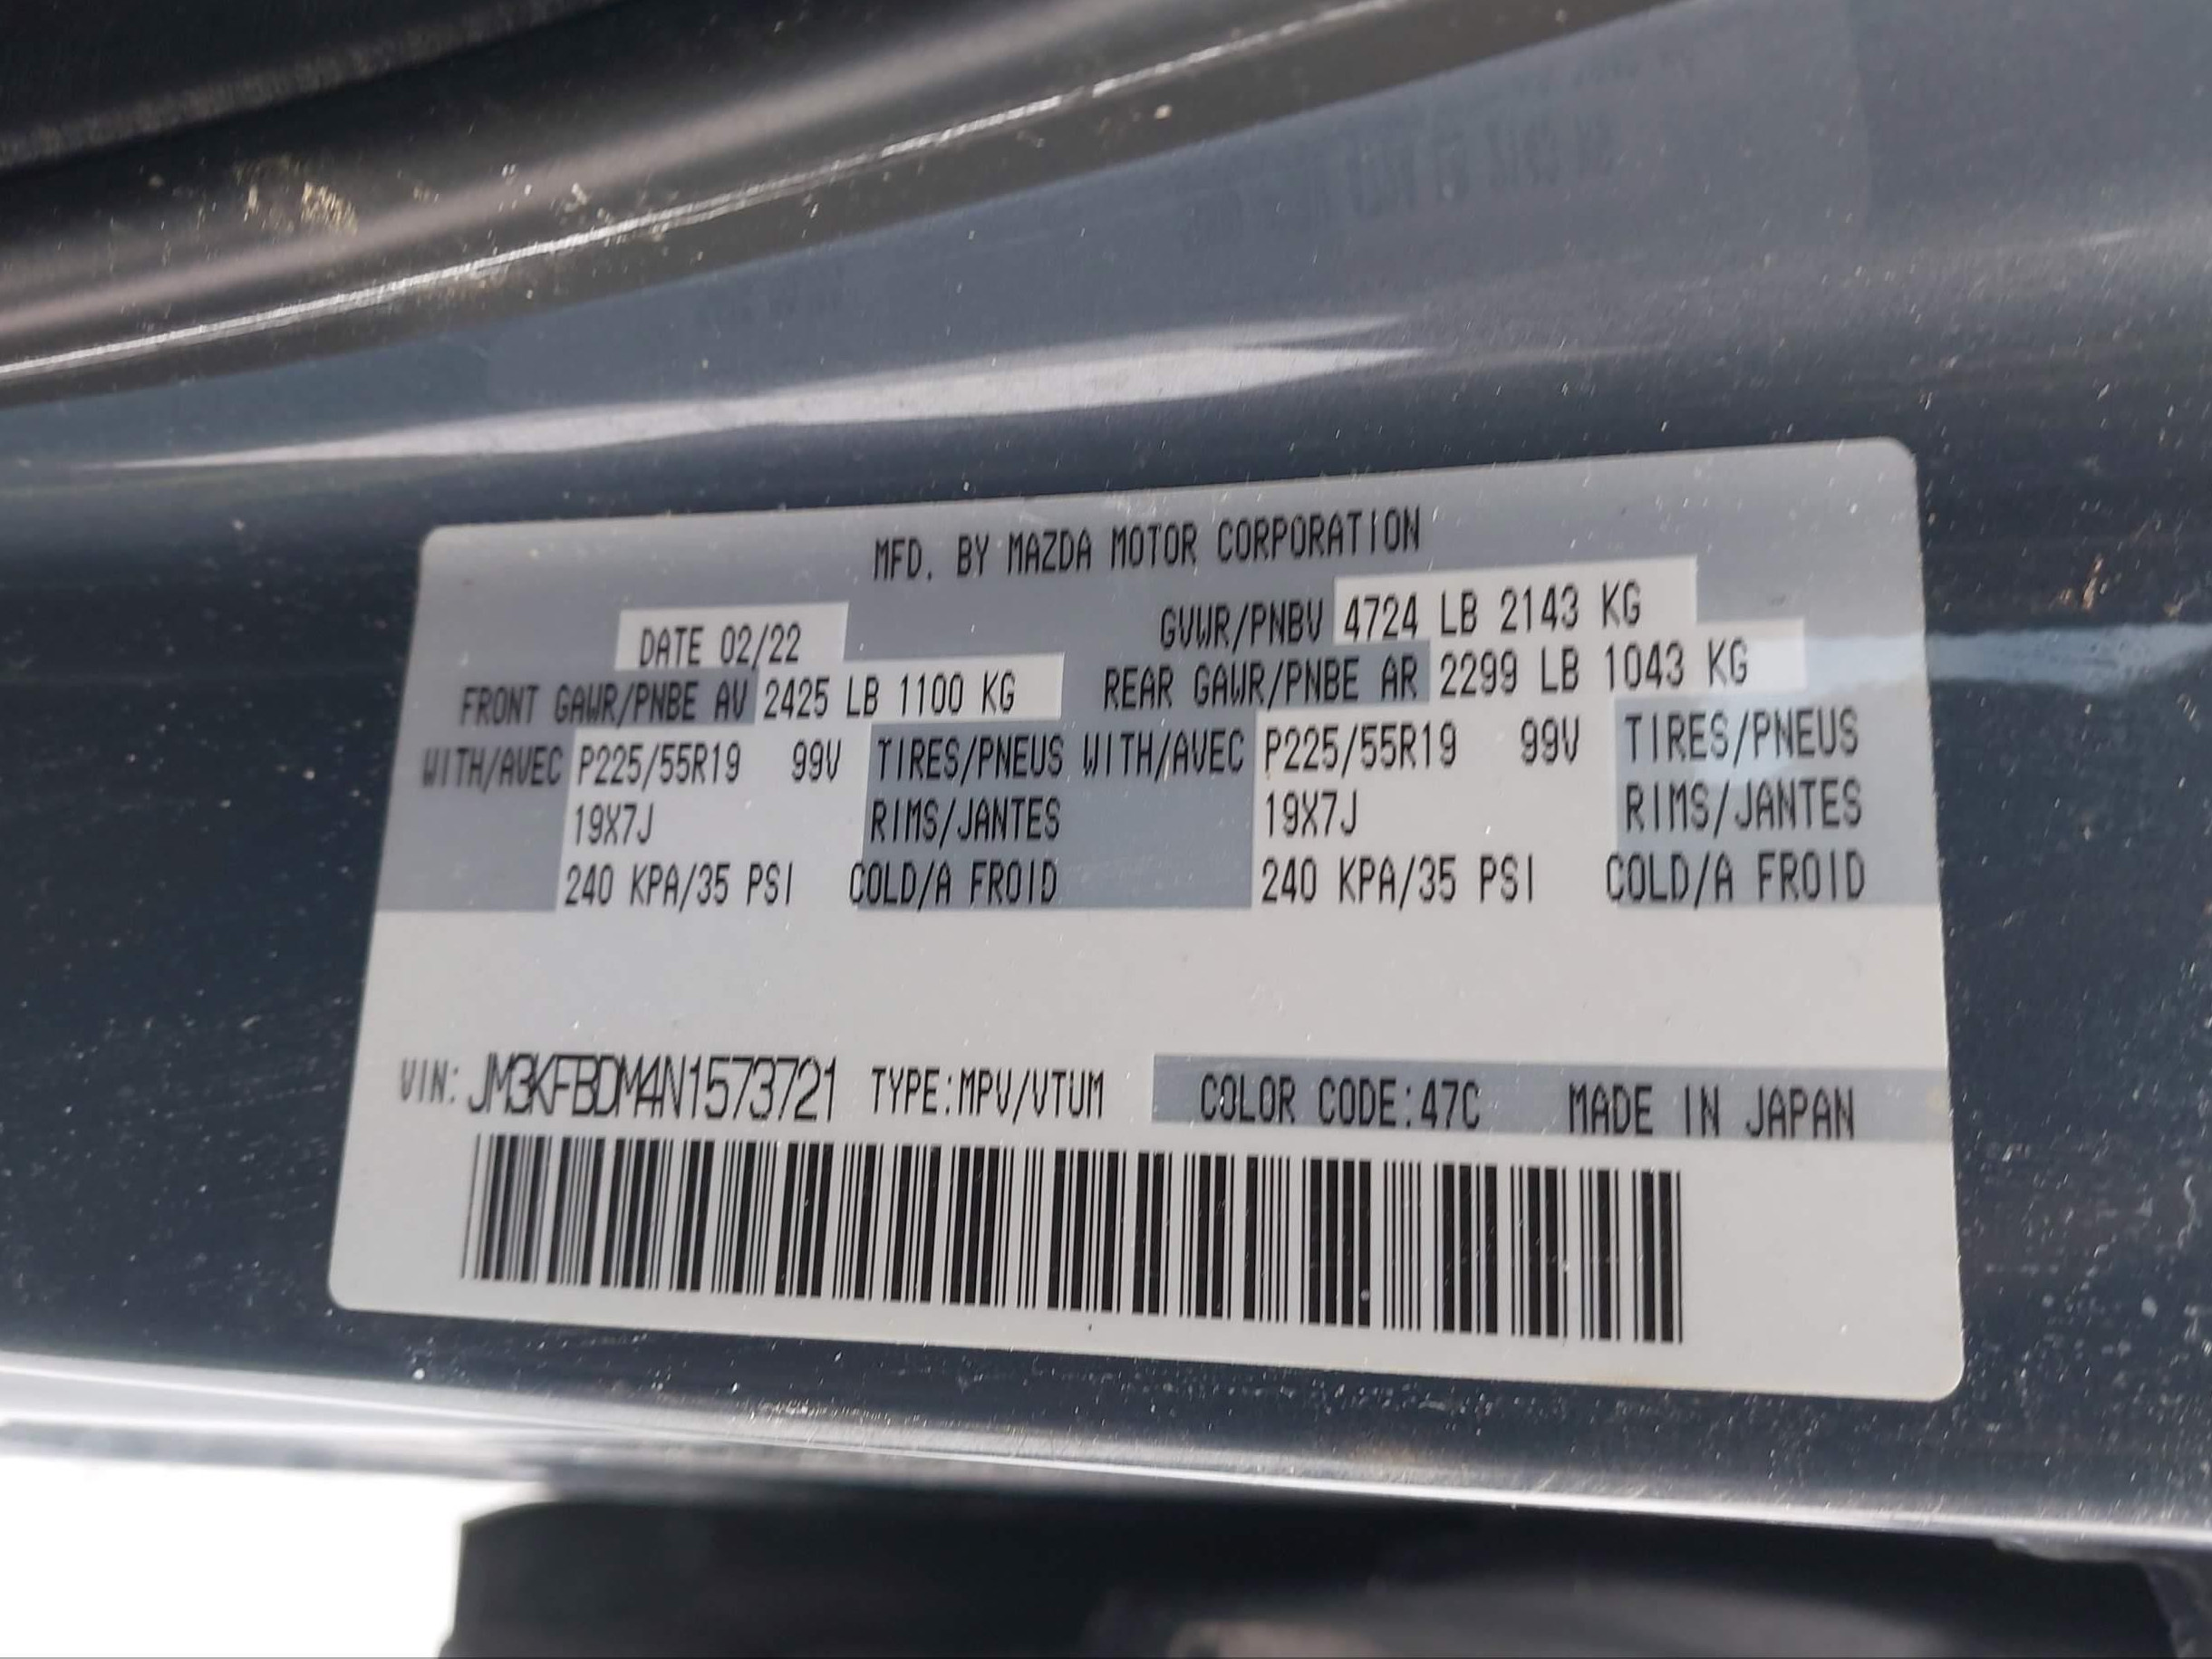 MFD. BY MAZDA MOTOR CORPORATION
DATE 02/22 GVWR/PNBV 4724 LB 2143 KG
FRONT GAWR/PNBE AV 2425 LB 1100 KG REAR GAWR/PNBE AR 2299 LB 1043 KG
WITH/AVEC P225/55R19 99V TIRES/PNEUS WITH/AVEC P225/55R19 99V TIRES/PNEUS
19X7J RIMS/JANTES 19X7J RIMS/JANTES
240 KPA/35 PSI COLD/A FROID 240 KPA/35 PSI COLD/A FROID
VIN: JM3KFBDM4N1573721 TYPE:MPV/VTUM COLOR CODE:47C MADE IN JAPAN